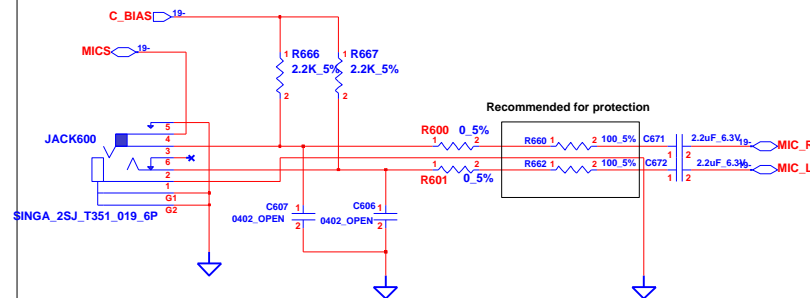 C_BIAS 19-
MICS 19-
1 R666 1 R667
2.2K_5% 2.2K_5%
2 2
Recommended for protection
JACK600
5
4
3
6
2
1
G1
G2
SINGA_2SJ_T351_019_6P
R600 0_5%
1 2
R660 1 2 100_5% C671 2.2uF_6.3V 19- MIC_R
1 2
R601 0_5%
1 2
R662 1 2 100_5% C672 2.2uF_6.3V 19- MIC_L
1 2
C607 1 C606 1
0402_OPEN 2 0402_OPEN 2